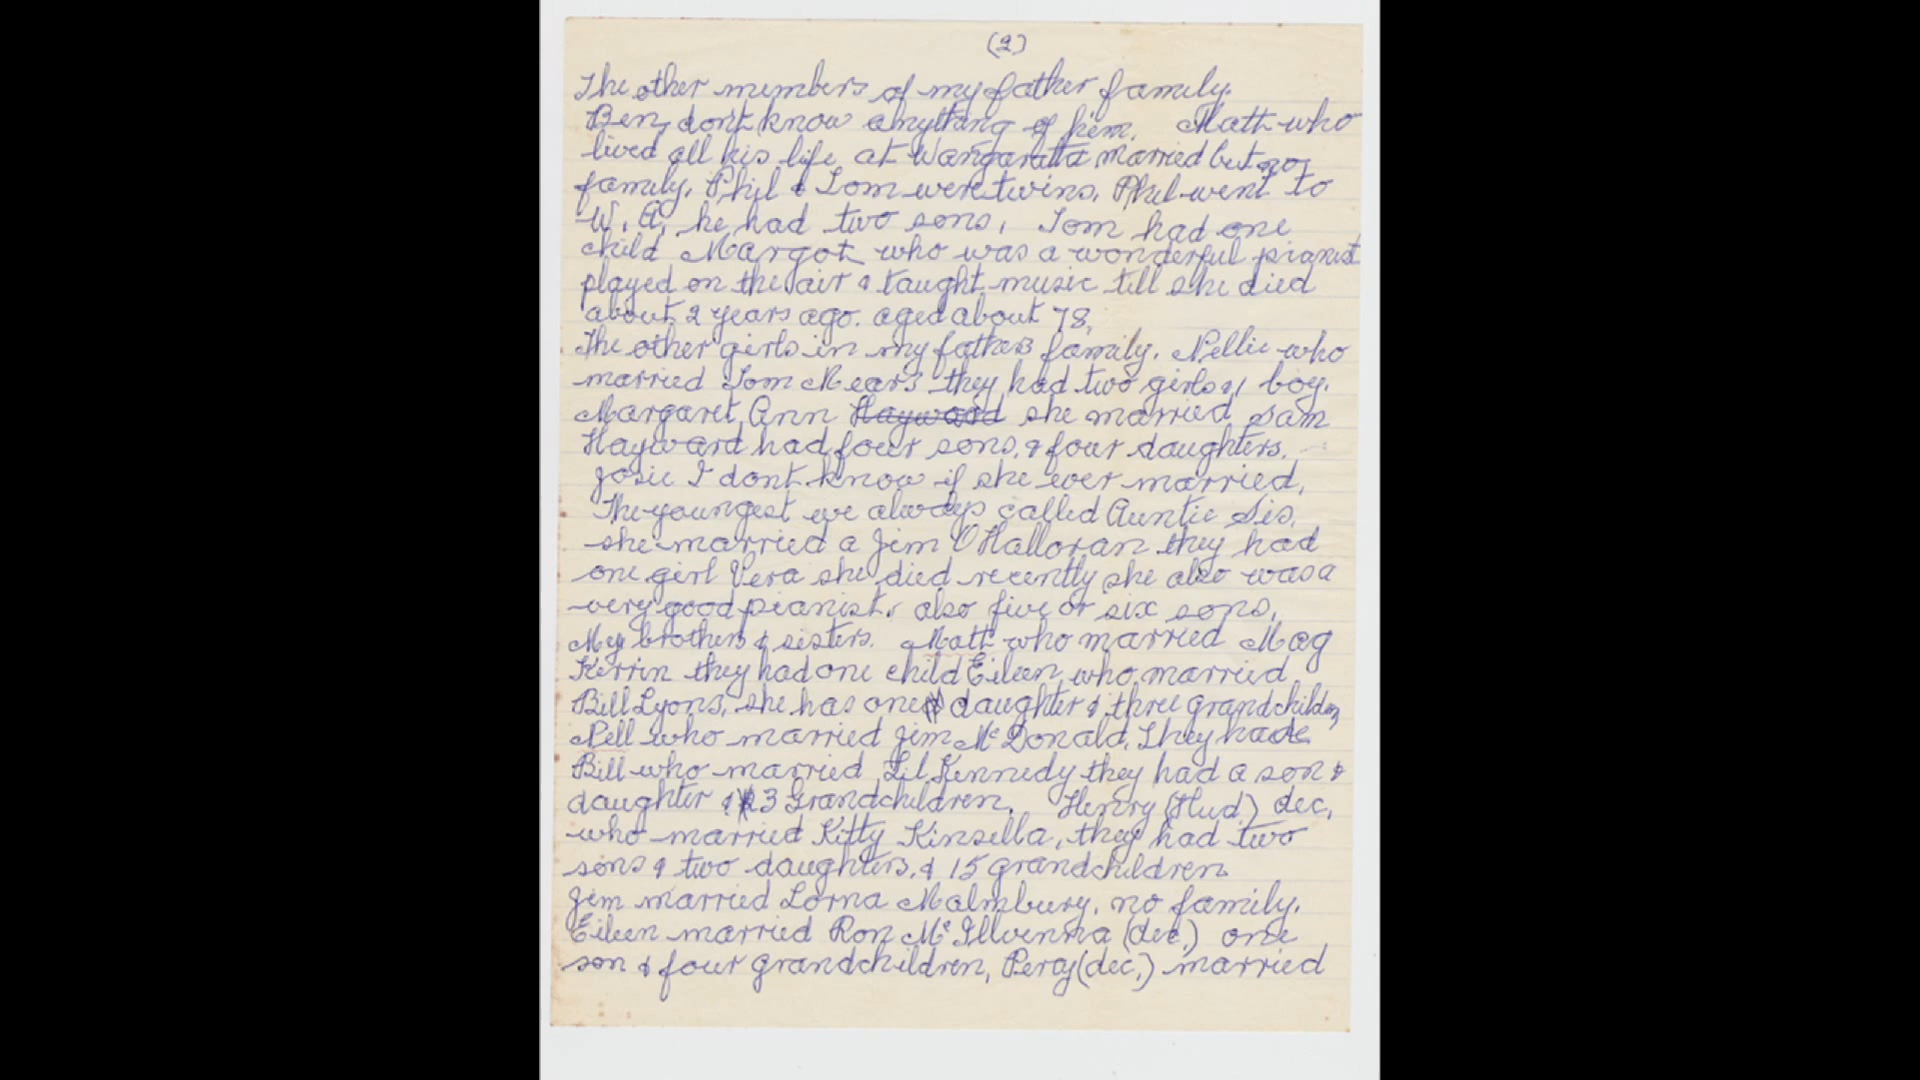 (2)
The other members of my father family.
Ben, don't know anything of him. Matt who
lived all his life at Wangaratta married but no
family. Phil & Tom were twins. Phil went to
W. A. he had two sons, Tom had one
child Margot who was a wonderful pianist
played on the air & taught music till she died
about 2 years ago. aged about 78,
The other girls in my fathers family. Nellie who
married Tom Mears they had two girls & 1 boy.
Margaret Ann Hayward she married Sam
Hayward had four sons, & four daughters.
Josie I dont know if she ever married,
The youngest we always called Auntie Sis,
she married a Jim O'Halloran they had
one girl Vera she died recently she also was a
very good pianist. also five or six sons,
My brothers & sisters. Matt who married Mag
Kerrin they had one child Eileen who married
Bill Lyons, she has one daughter & three grandchildren
Nell who married Jim McDonald, They had
Bill who married Lil Kennedy they had a son &
daughter & 3 Grandchildren. Henry (Hud) dec,
who married Kitty Kinsella, they had two
sons & two daughters, & 15 grandchildren
Jim married Lorna Malmbury, no family.
Eileen married Ron McIlvenna (dec,) one
son & four grandchildren, Percy (dec,) married